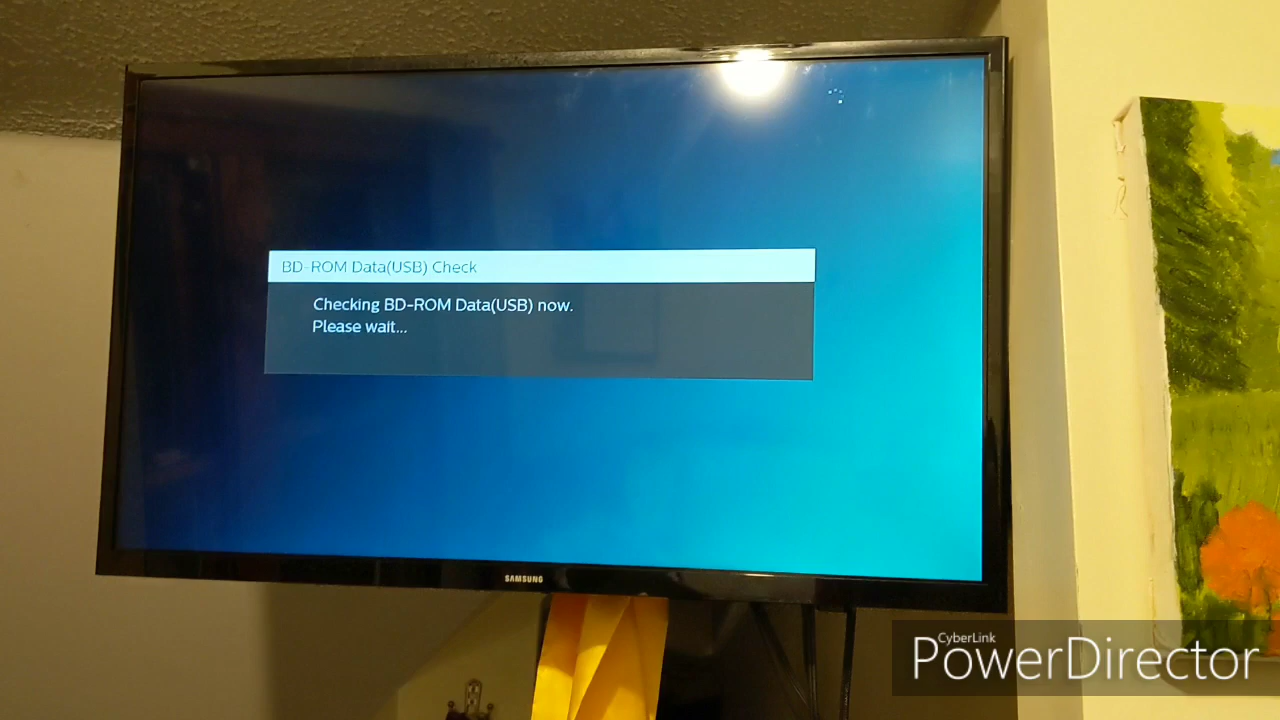 BD-ROM Data(USB) Check
Checking BD-ROM Data(USB) now.
Please wait...
SAMSUNG
CyberLink
PowerDirector